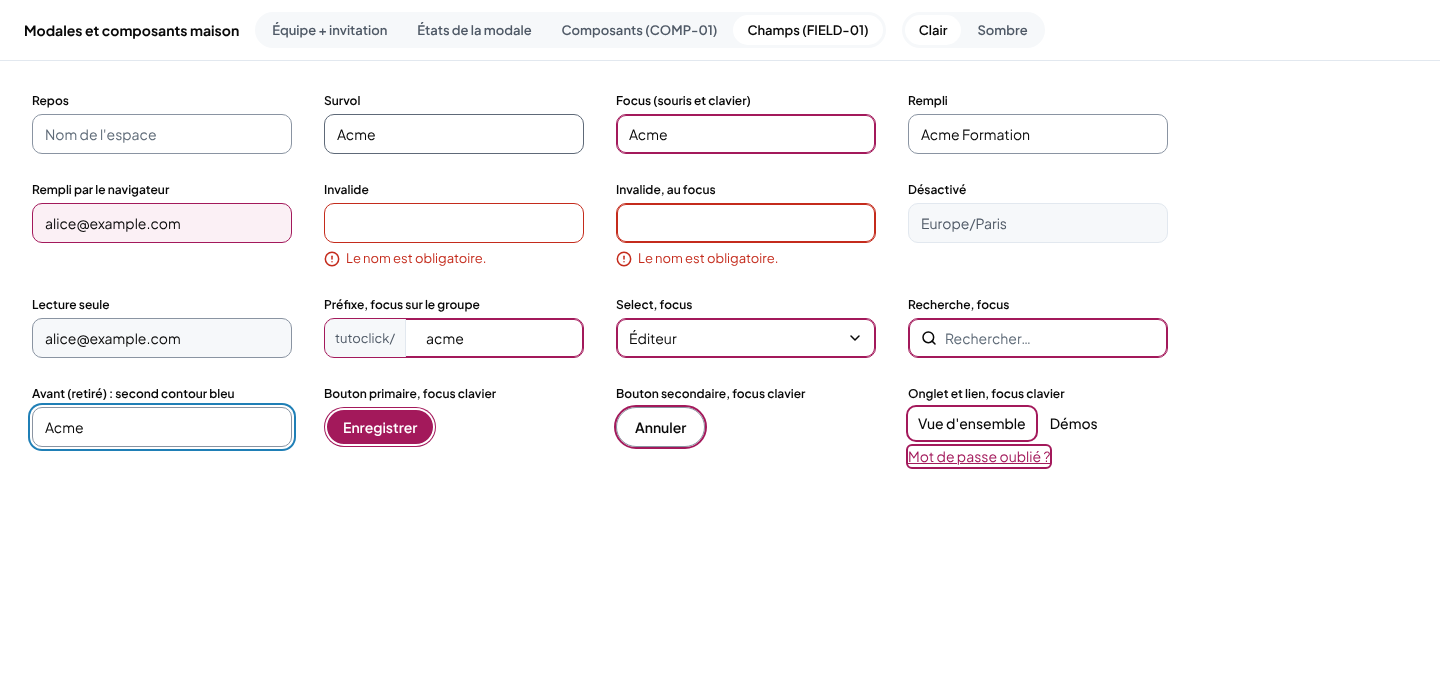 Modales et composants maison
Équipe + invitation
États de la modale
Composants (COMP-01)
Champs (FIELD-01)
Clair
Sombre
Repos
Survol
Focus (souris et clavier)
Rempli
Nom de l'espace
Acme
Acme
Acme Formation
Rempli par le navigateur
Invalide
Invalide, au focus
Désactivé
alice@example.com
Europe/Paris
Le nom est obligatoire.
Le nom est obligatoire.
Lecture seule
Préfixe, focus sur le groupe
Select, focus
Recherche, focus
alice@example.com
tutoclick/
acme
Éditeur
Rechercher...
Avant (retiré) : second contour bleu
Bouton primaire, focus clavier
Bouton secondaire, focus clavier
Onglet et lien, focus clavier
Acme
Enregistrer
Annuler
Vue d'ensemble
Démos
Mot de passe oublié ?